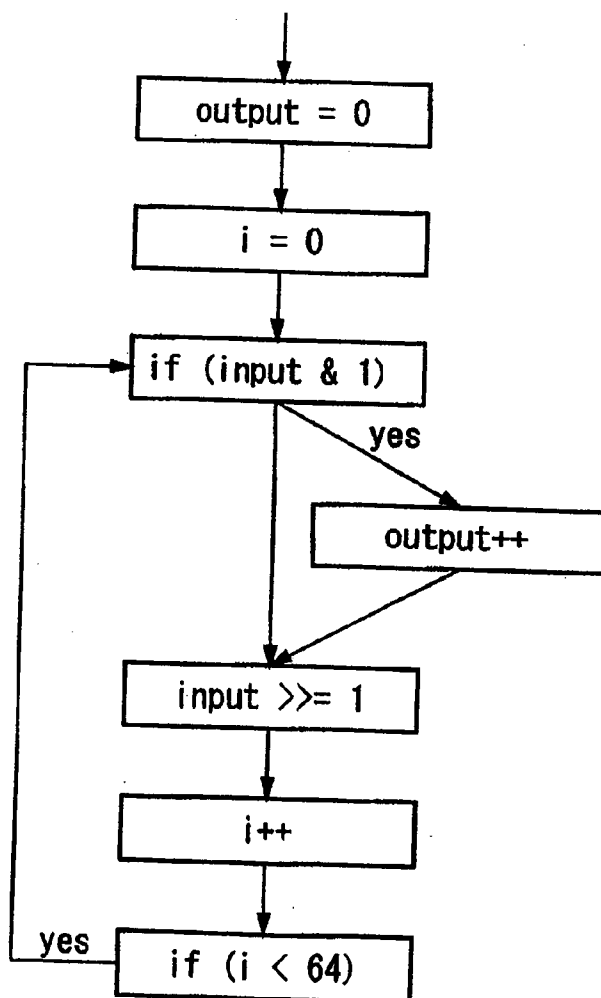 output = 0
i = 0
if (input & 1)
yes
output++
input >>= 1
i++
yes
if (i < 64)